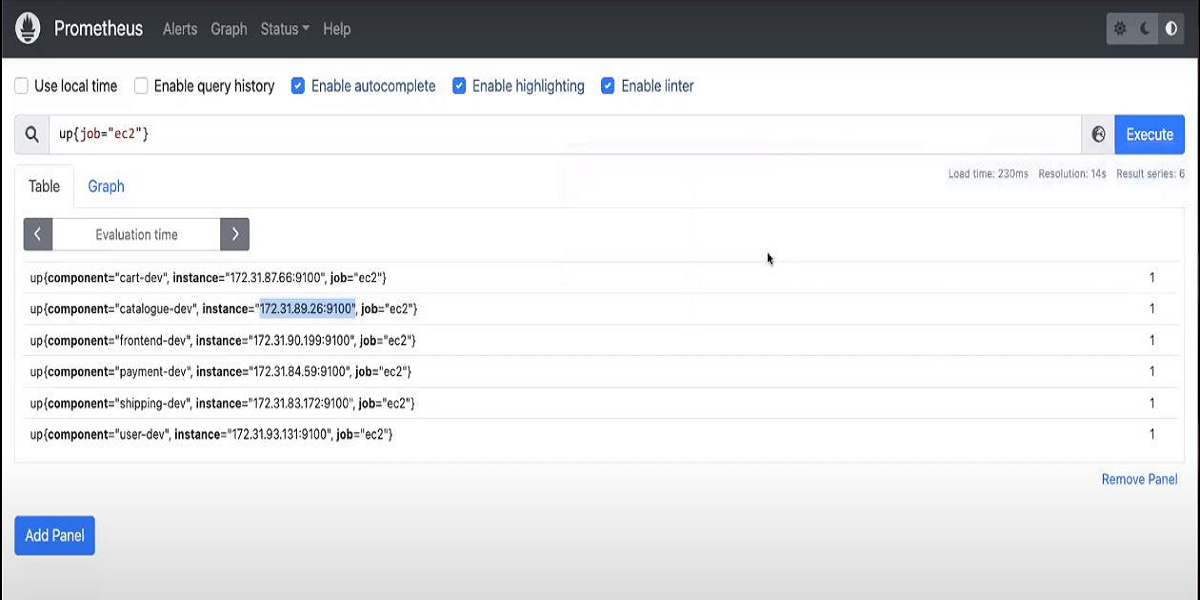 Prometheus Alerts Graph Status Help
Use local time Enable query history Enable autocomplete Enable highlighting Enable linter
up{job="ec2"} Execute
Load time: 230ms Resolution: 14s Result series: 6
Table Graph
Evaluation time
up{component="cart-dev", instance="172.31.87.66:9100", job="ec2"} 1
up{component="catalogue-dev", instance="172.31.89.26:9100", job="ec2"} 1
up{component="frontend-dev", instance="172.31.90.199:9100", job="ec2"} 1
up{component="payment-dev", instance="172.31.84.59:9100", job="ec2"} 1
up{component="shipping-dev", instance="172.31.83.172:9100", job="ec2"} 1
up{component="user-dev", instance="172.31.93.131:9100", job="ec2"} 1
Remove Panel
Add Panel